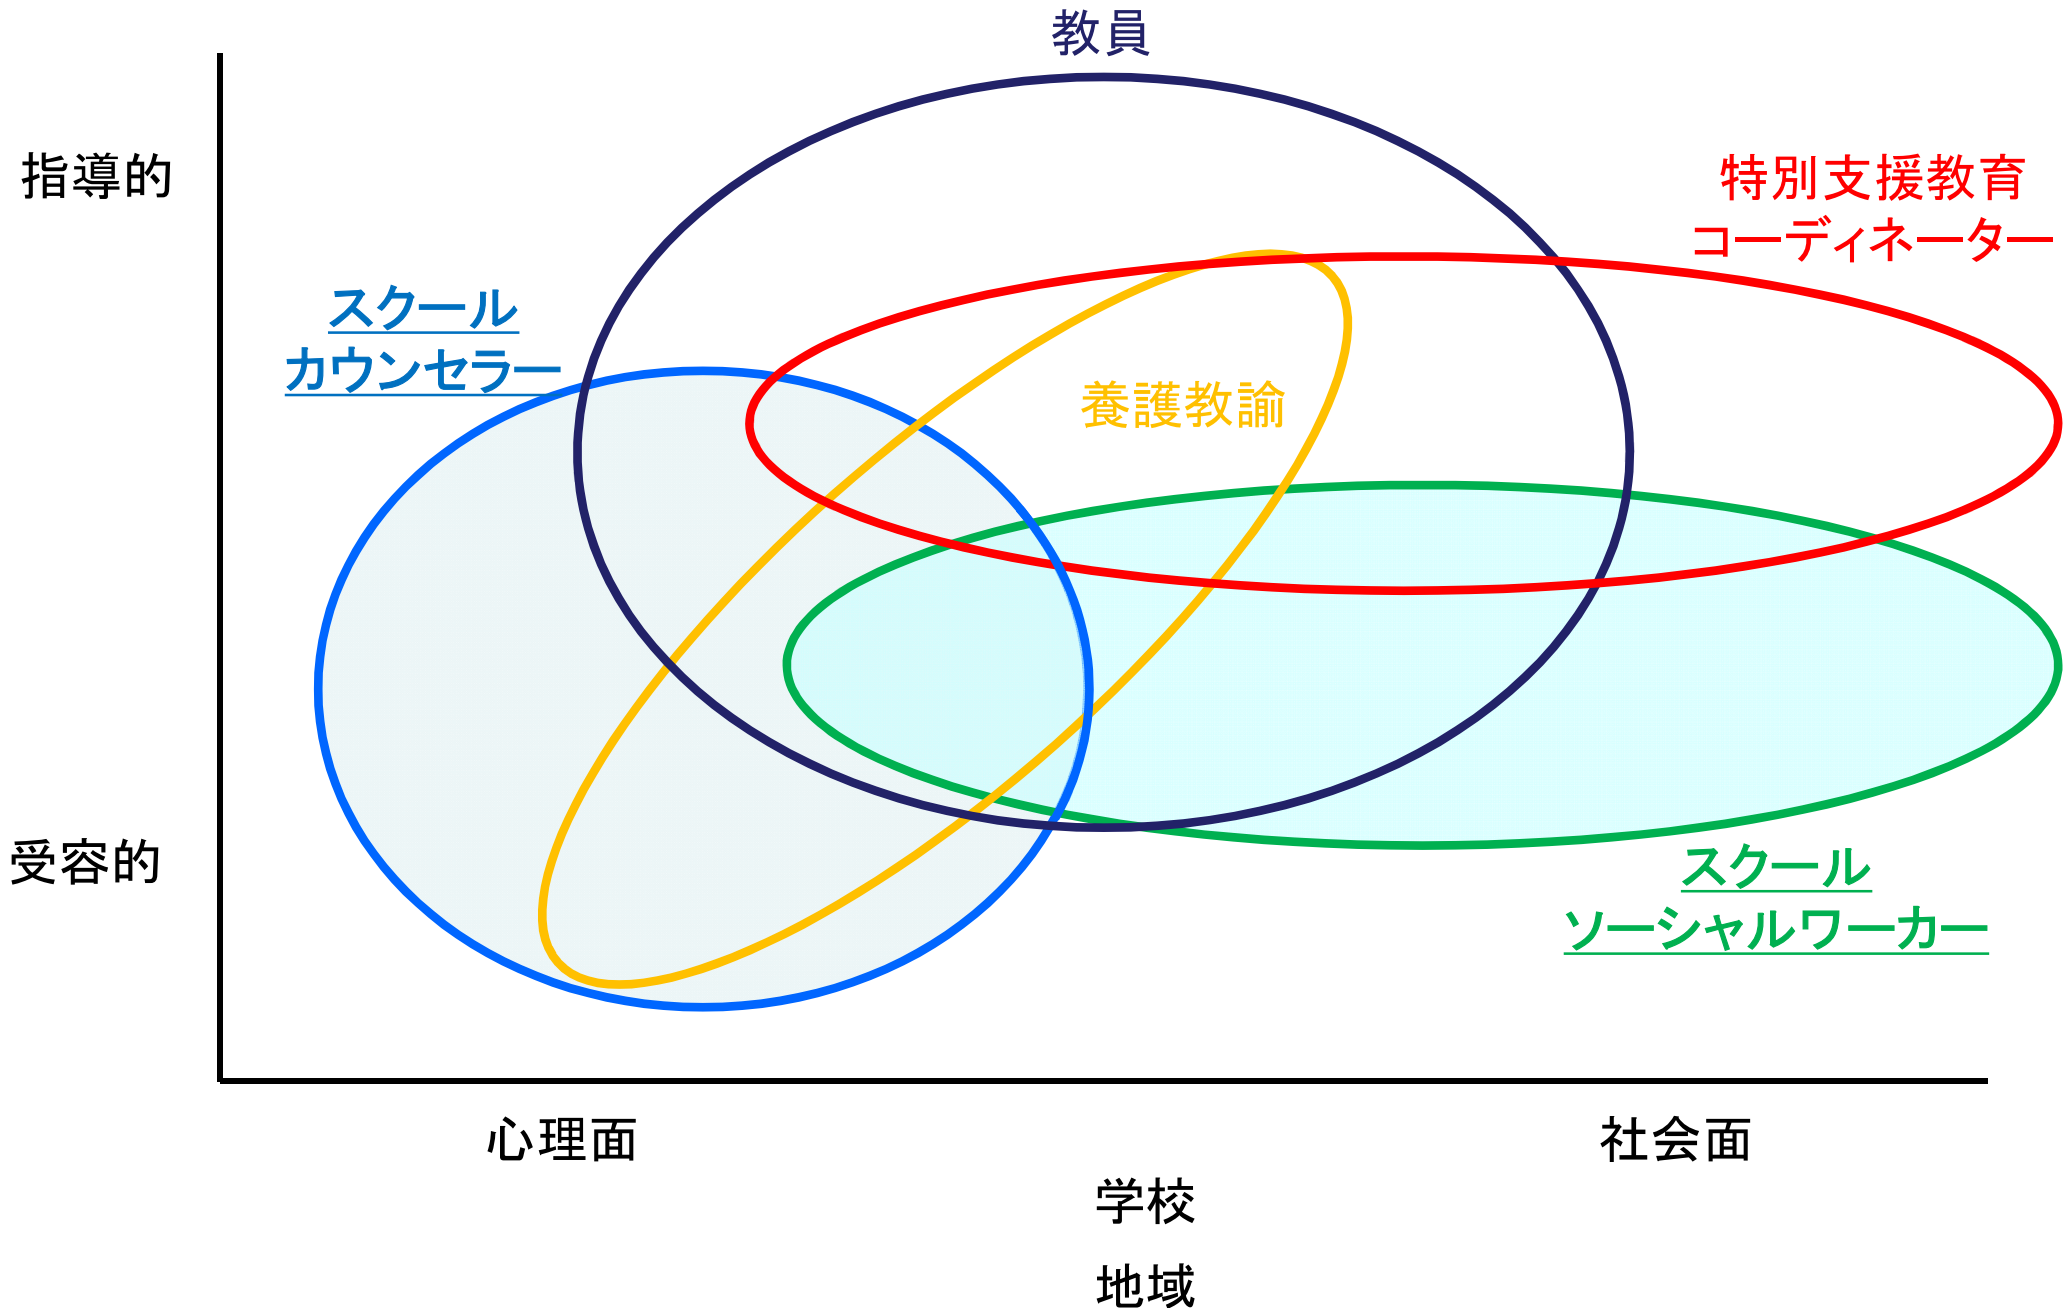 教員
指導的
特別支援教育
コーディネーター
スクール
カウンセラー
養護教諭
受容的
スクール
ソーシャルワーカー
心理面
社会面
学校
地域